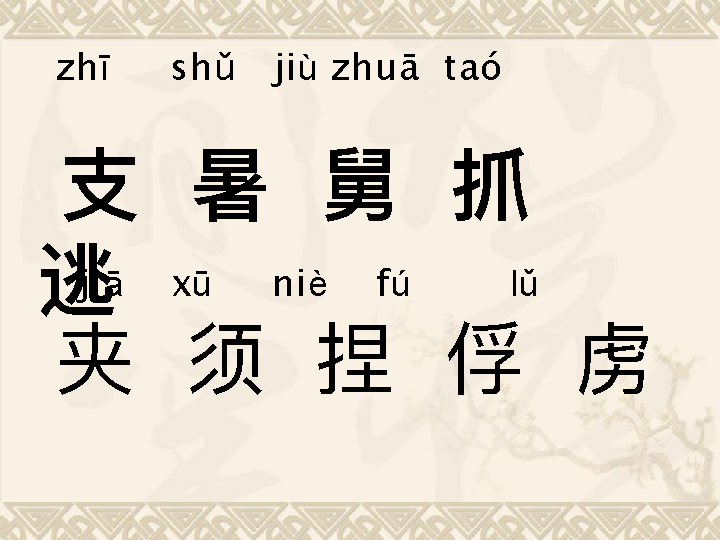 zhī shǔ jiù zhuā taó
支 暑 舅 抓
逃
jiā xū niè fú lǔ
夹 须 捏 俘 虏